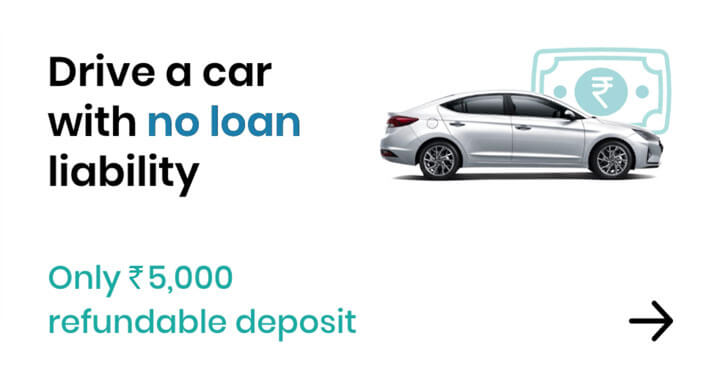 Drive a car
with no loan
liability
₹
Only ₹5,000
refundable deposit